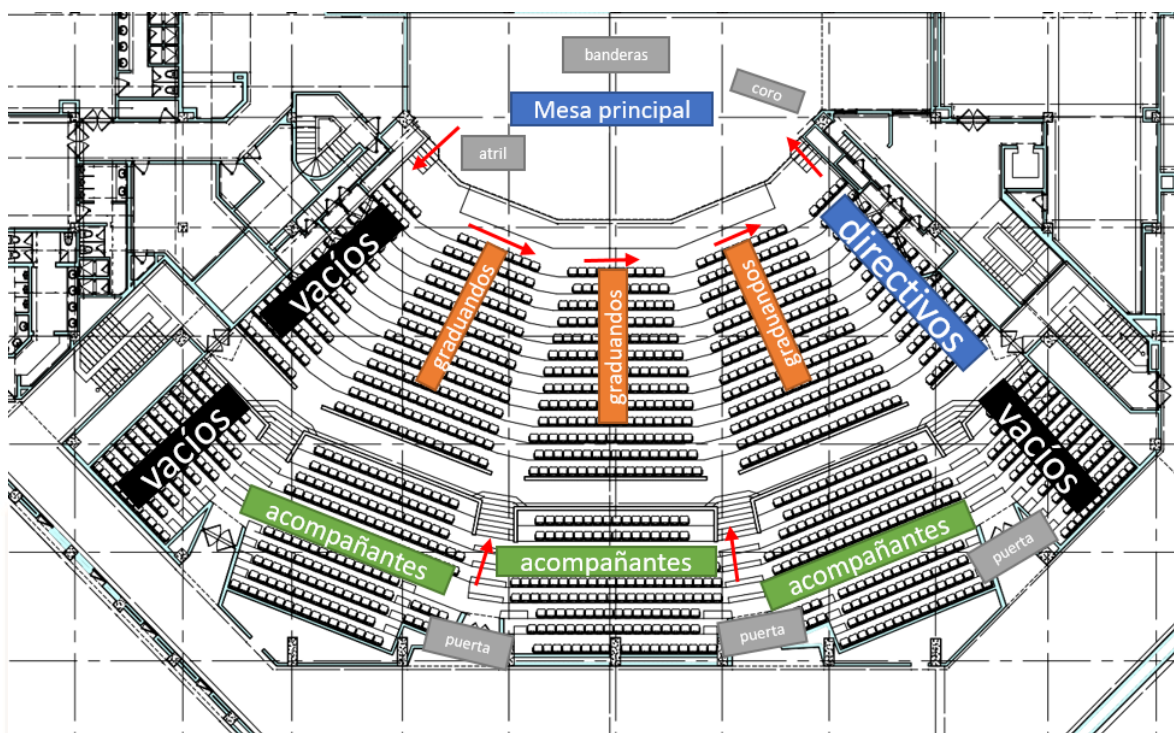 banderas
Mesa principal
coro
atril
vacíos
directivos
graduandos
graduandos
graduandos
vacíos
vacíos
acompañantes
acompañantes
acompañantes
puerta
puerta
puerta